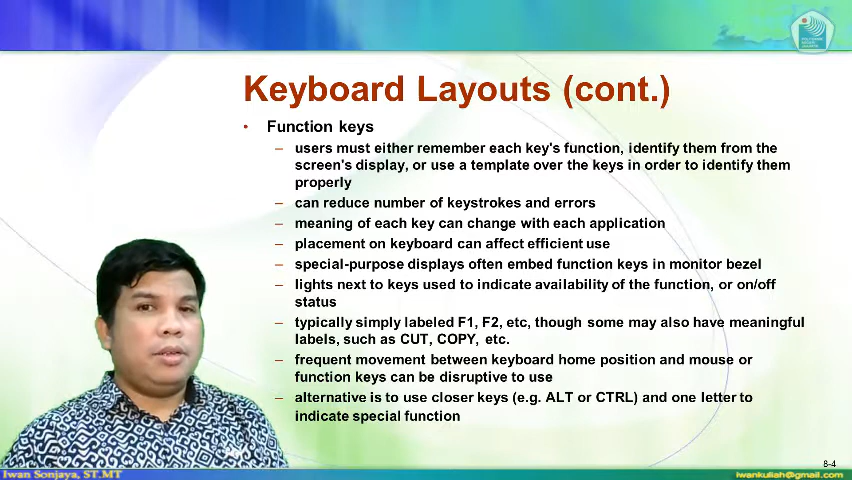 Keyboard Layouts (cont.)
• Function keys
– users must either remember each key's function, identify them from the
screen's display, or use a template over the keys in order to identify them
properly
– can reduce number of keystrokes and errors
– meaning of each key can change with each application
– placement on keyboard can affect efficient use
– special-purpose displays often embed function keys in monitor bezel
– lights next to keys used to indicate availability of the function, or on/off
status
– typically simply labeled F1, F2, etc, though some may also have meaningful
labels, such as CUT, COPY, etc.
– frequent movement between keyboard home position and mouse or
function keys can be disruptive to use
– alternative is to use closer keys (e.g. ALT or CTRL) and one letter to
indicate special function
8-4
Iwan Sonjaya, ST.MT
iwankuliah@gmail.com